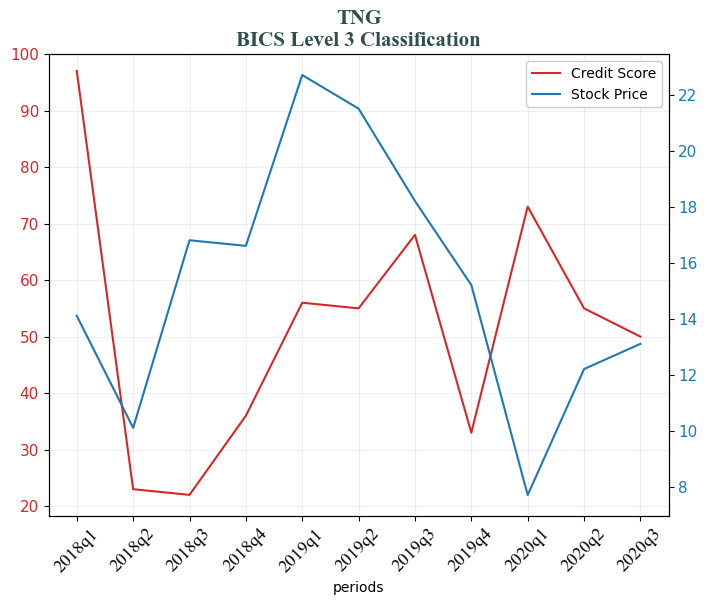 TNG
BICS Level 3 Classification
Credit Score
Stock Price
100
90
80
70
60
50
40
30
20
22
20
18
16
14
12
10
8
2018q1
2018q2
2018q3
2018q4
2019q1
2019q2
2019q3
2019q4
2020q1
2020q2
2020q3
periods